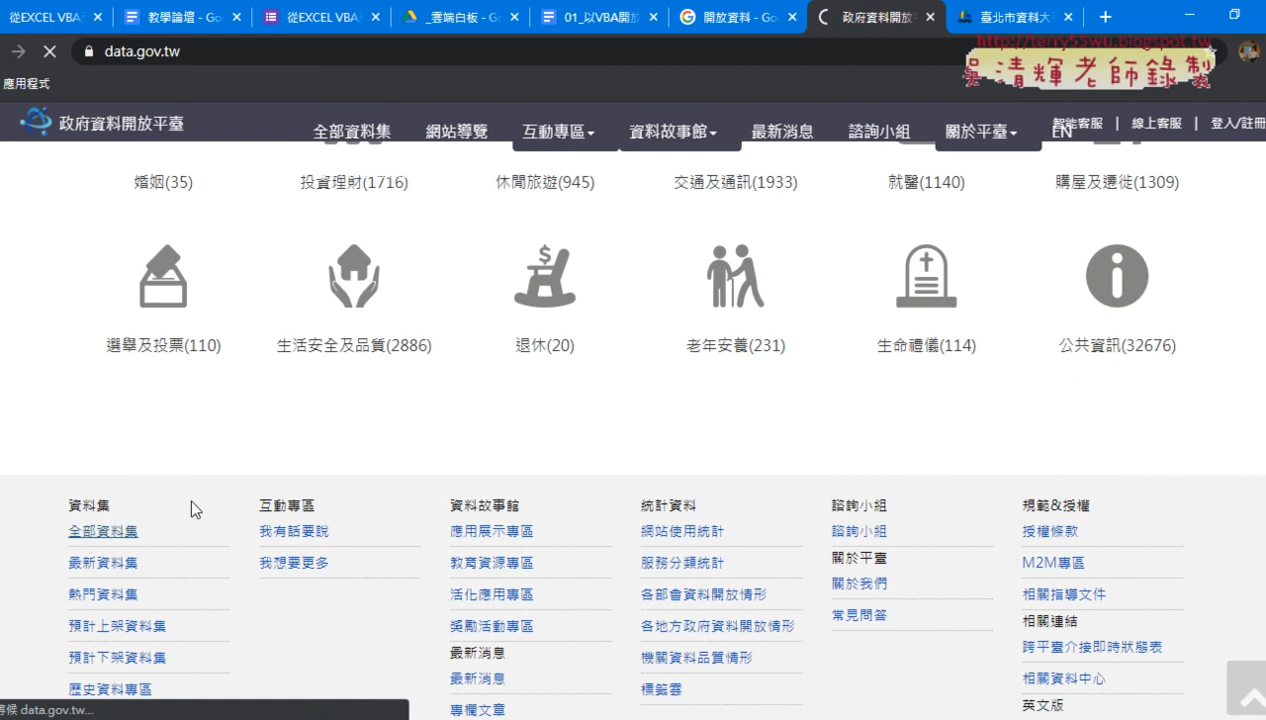 從EXCEL VBA
教學論壇 - Go
從EXCEL VBA
_雲端白板 - G
01_以VBA開放
開放資料 - Go
政府資料開放
臺北市資料大
data.gov.tw
http://terry55wu.blogspot.tw
吳清輝老師錄製
應用程式
政府資料開放平臺
全部資料集
網站導覽
互動專區
資料故事館
最新消息
諮詢小組
關於平臺
EN
智能客服 | 線上客服 | 登入/註冊
婚姻(35)
投資理財(1716)
休閒旅遊(945)
交通及通訊(1933)
就醫(1140)
購屋及遷徙(1309)
選舉及投票(110)
生活安全及品質(2886)
退休(20)
老年安養(231)
生命禮儀(114)
公共資訊(32676)
資料集
全部資料集
最新資料集
熱門資料集
預計上架資料集
預計下架資料集
歷史資料專區
互動專區
我有話要說
我想要更多
資料故事館
應用展示專區
教育資源專區
活化應用專區
獎勵活動專區
最新消息
最新消息
專欄文章
統計資料
網站使用統計
服務分類統計
各部會資料開放情形
各地方政府資料開放情形
機關資料品質情形
標籤雲
諮詢小組
諮詢小組
關於平臺
關於我們
常見問答
規範&授權
授權條款
M2M專區
相關指導文件
相關連結
跨平臺介接即時狀態表
相關資料中心
英文版
等候 data.gov.tw...